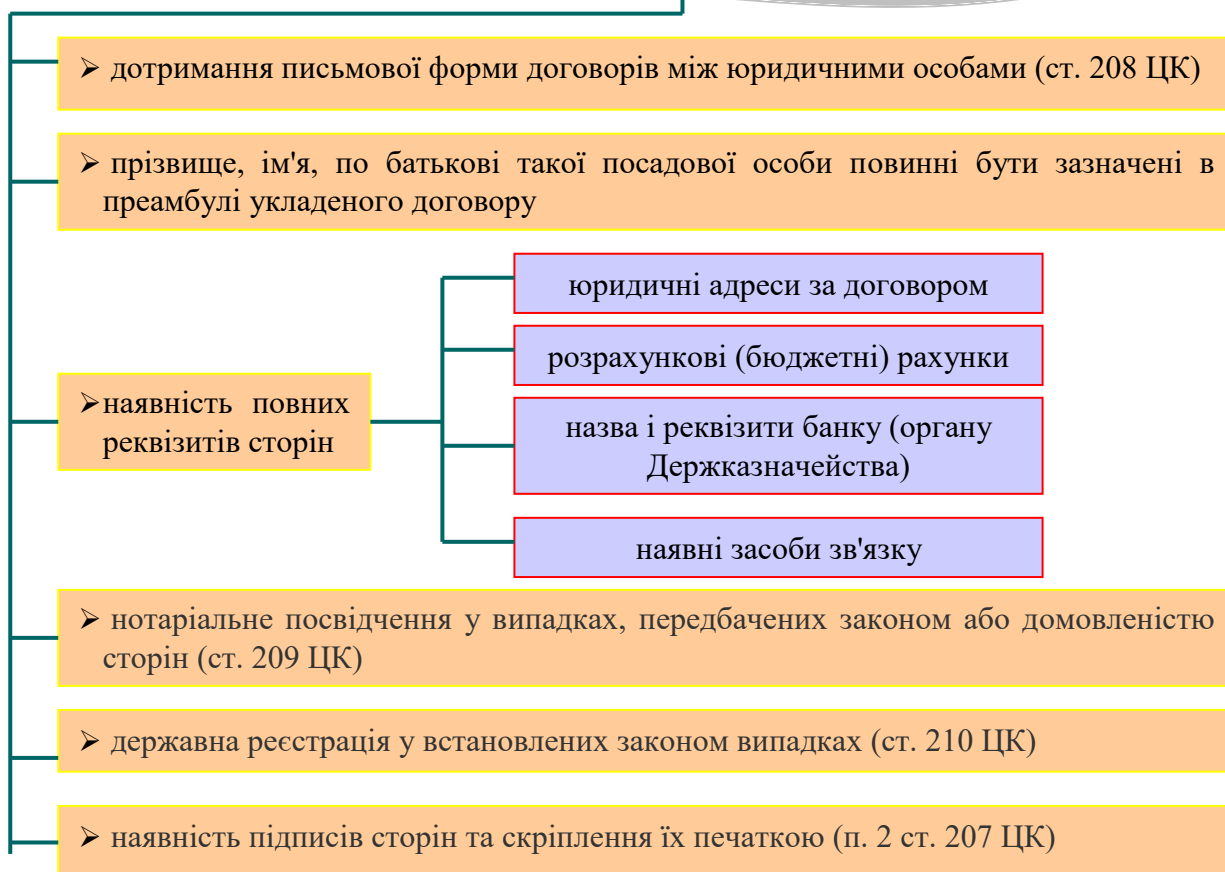 ➢ дотримання письмової форми договорів між юридичними особами (ст. 208 ЦК)
➢ прізвище, ім'я, по батькові такої посадової особи повинні бути зазначені в
преамбулі укладеного договору
юридичні адреси за договором
розрахункові (бюджетні) рахунки
➢наявність повних
реквізитів сторін
назва і реквізити банку (органу
Держказначейства)
наявні засоби зв'язку
➢ нотаріальне посвідчення у випадках, передбачених законом або домовленістю
сторін (ст. 209 ЦК)
➢ державна реєстрація у встановлених законом випадках (ст. 210 ЦК)
➢ наявність підписів сторін та скріплення їх печаткою (п. 2 ст. 207 ЦК)